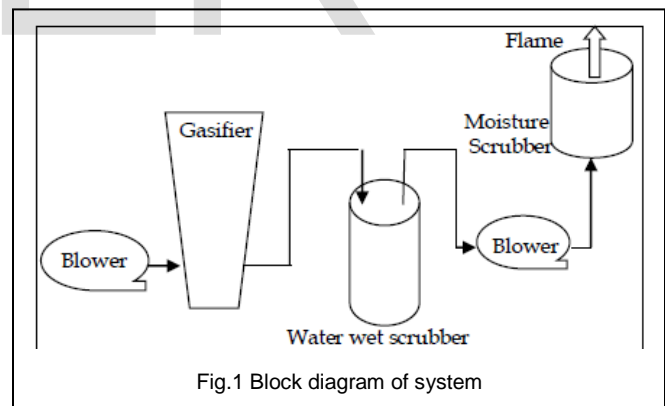 Flame
Gasifier
Moisture
Scrubber
Blower
Blower
Water wet scrubber
Fig.1 Block diagram of system